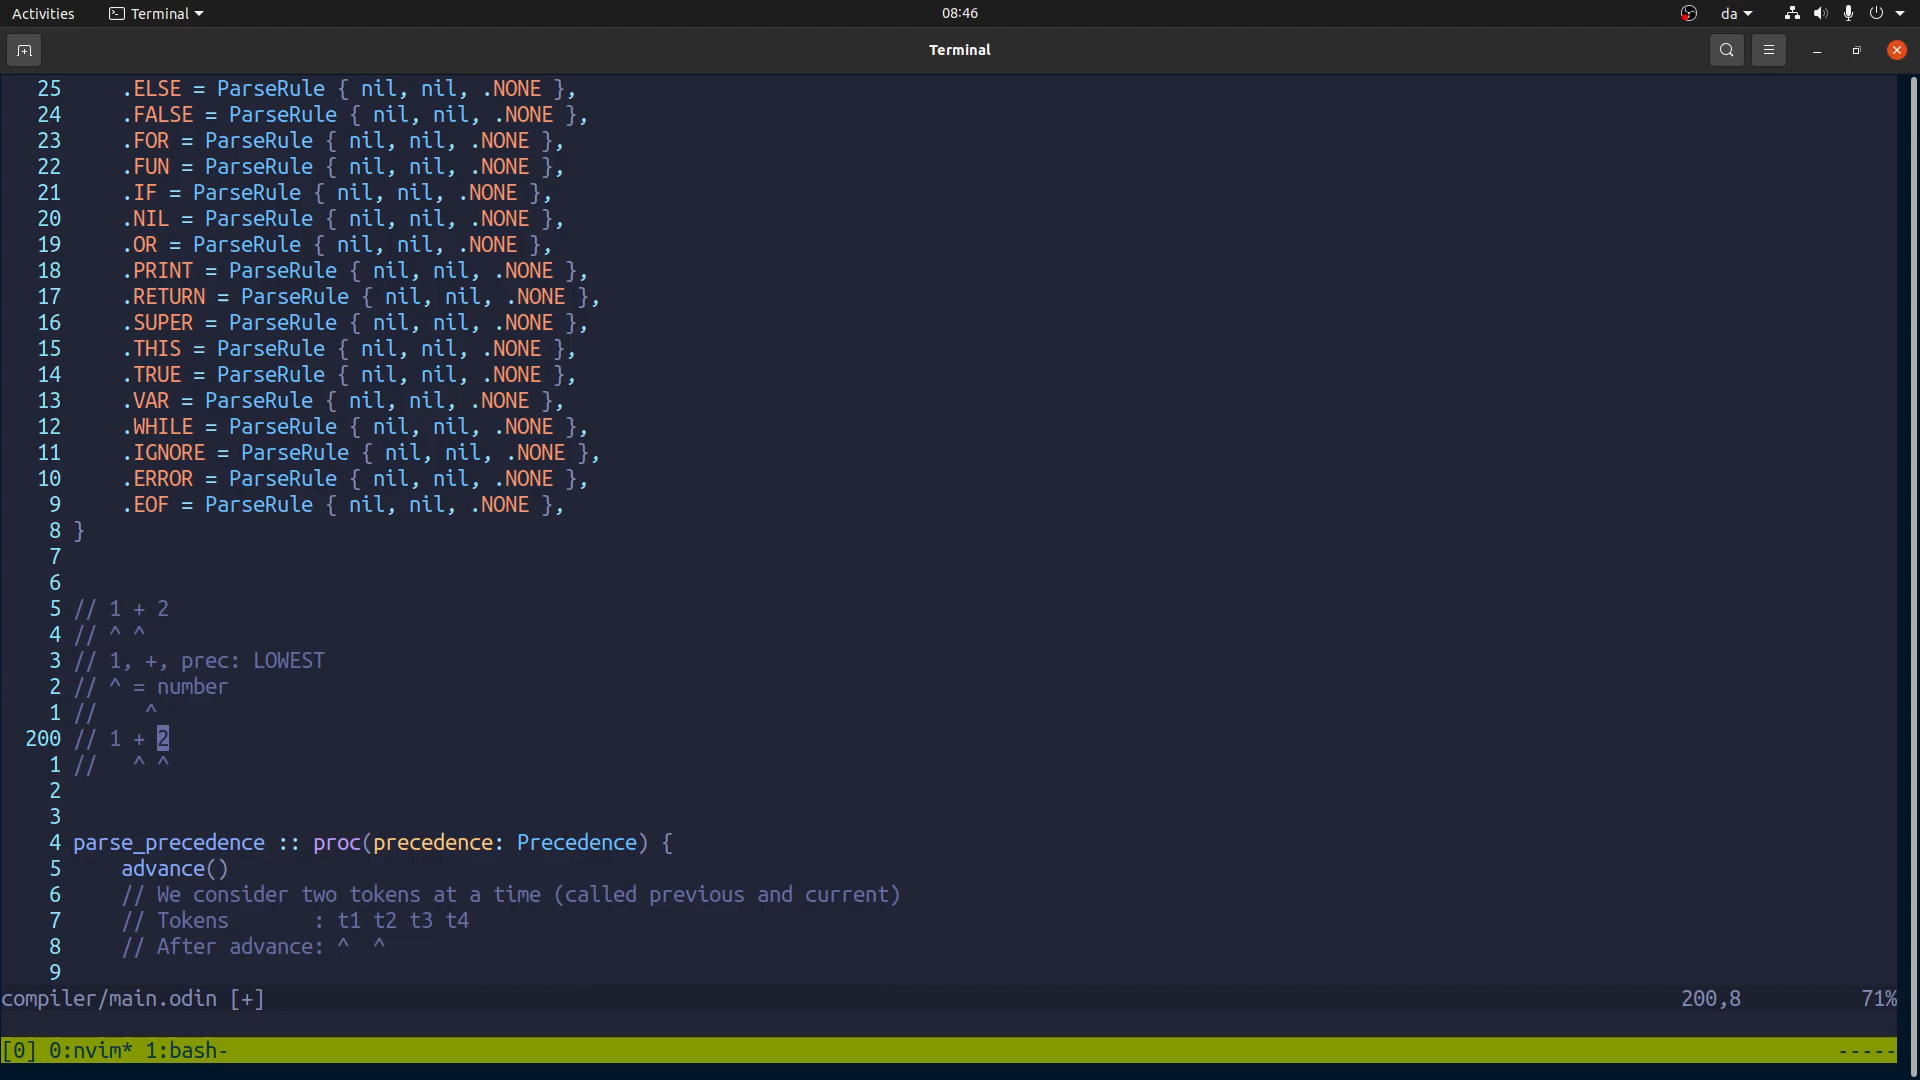 Activities Terminal 08:46 da
Terminal
25 .ELSE = ParseRule { nil, nil, .NONE },
24 .FALSE = ParseRule { nil, nil, .NONE },
23 .FOR = ParseRule { nil, nil, .NONE },
22 .FUN = ParseRule { nil, nil, .NONE },
21 .IF = ParseRule { nil, nil, .NONE },
20 .NIL = ParseRule { nil, nil, .NONE },
19 .OR = ParseRule { nil, nil, .NONE },
18 .PRINT = ParseRule { nil, nil, .NONE },
17 .RETURN = ParseRule { nil, nil, .NONE },
16 .SUPER = ParseRule { nil, nil, .NONE },
15 .THIS = ParseRule { nil, nil, .NONE },
14 .TRUE = ParseRule { nil, nil, .NONE },
13 .VAR = ParseRule { nil, nil, .NONE },
12 .WHILE = ParseRule { nil, nil, .NONE },
11 .IGNORE = ParseRule { nil, nil, .NONE },
10 .ERROR = ParseRule { nil, nil, .NONE },
9 .EOF = ParseRule { nil, nil, .NONE },
8 }
7
6
5 // 1 + 2
4 // ^ ^
3 // 1, +, prec: LOWEST
2 // ^ = number
1 //    ^
200 // 1 + 2
1 //   ^ ^
2
3
4 parse_precedence :: proc(precedence: Precedence) {
5 advance()
6 // We consider two tokens at a time (called previous and current)
7 // Tokens       : t1 t2 t3 t4
8 // After advance: ^  ^
9
compiler/main.odin [+] 200,8 71%
[0] 0:nvim* 1:bash- -----